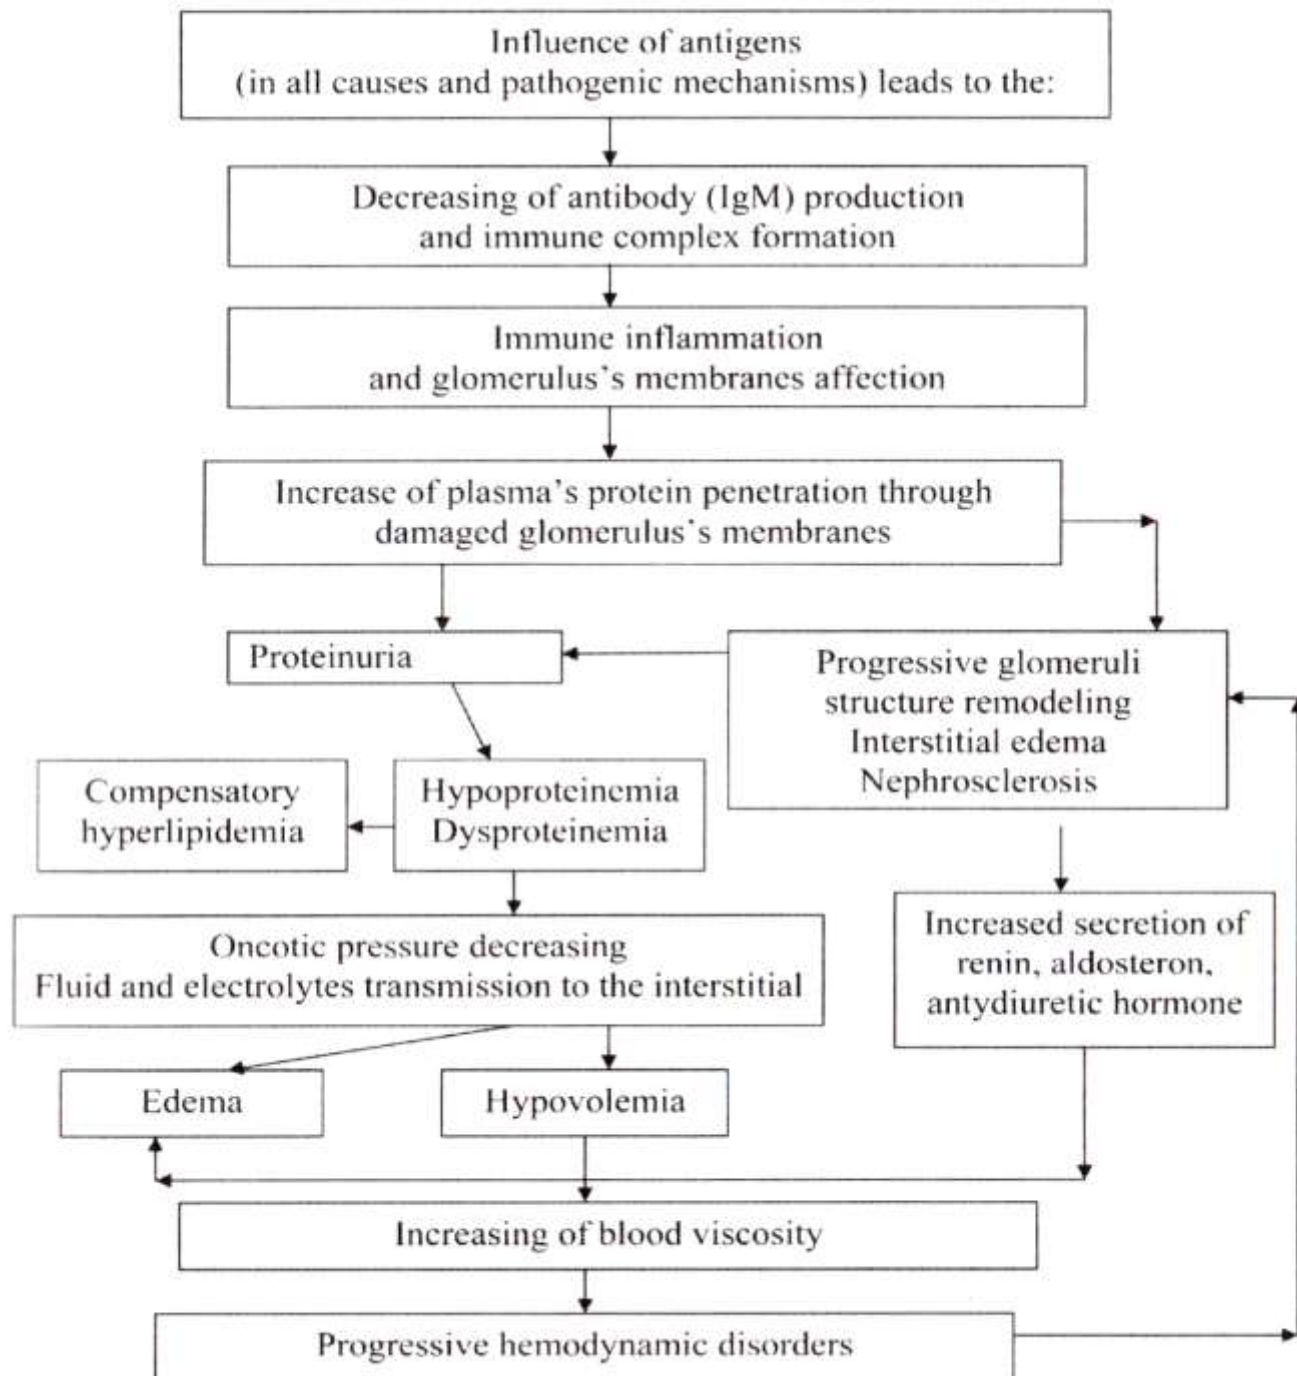 Influence of antigens
(in all causes and pathogenic mechanisms) leads to the:
Decreasing of antibody (IgM) production
and immune complex formation
Immune inflammation
and glomerulus's membranes affection
Increase of plasma's protein penetration through
damaged glomerulus's membranes
Proteinuria
Progressive glomeruli
structure remodeling
Interstitial edema
Nephrosclerosis
Compensatory
hyperlipidemia
Hypoproteinemia
Dysproteinemia
Oncotic pressure decreasing
Fluid and electrolytes transmission to the interstitial
Increased secretion of
renin, aldosteron,
antydiuretic hormone
Edema
Hypovolemia
Increasing of blood viscosity
Progressive hemodynamic disorders